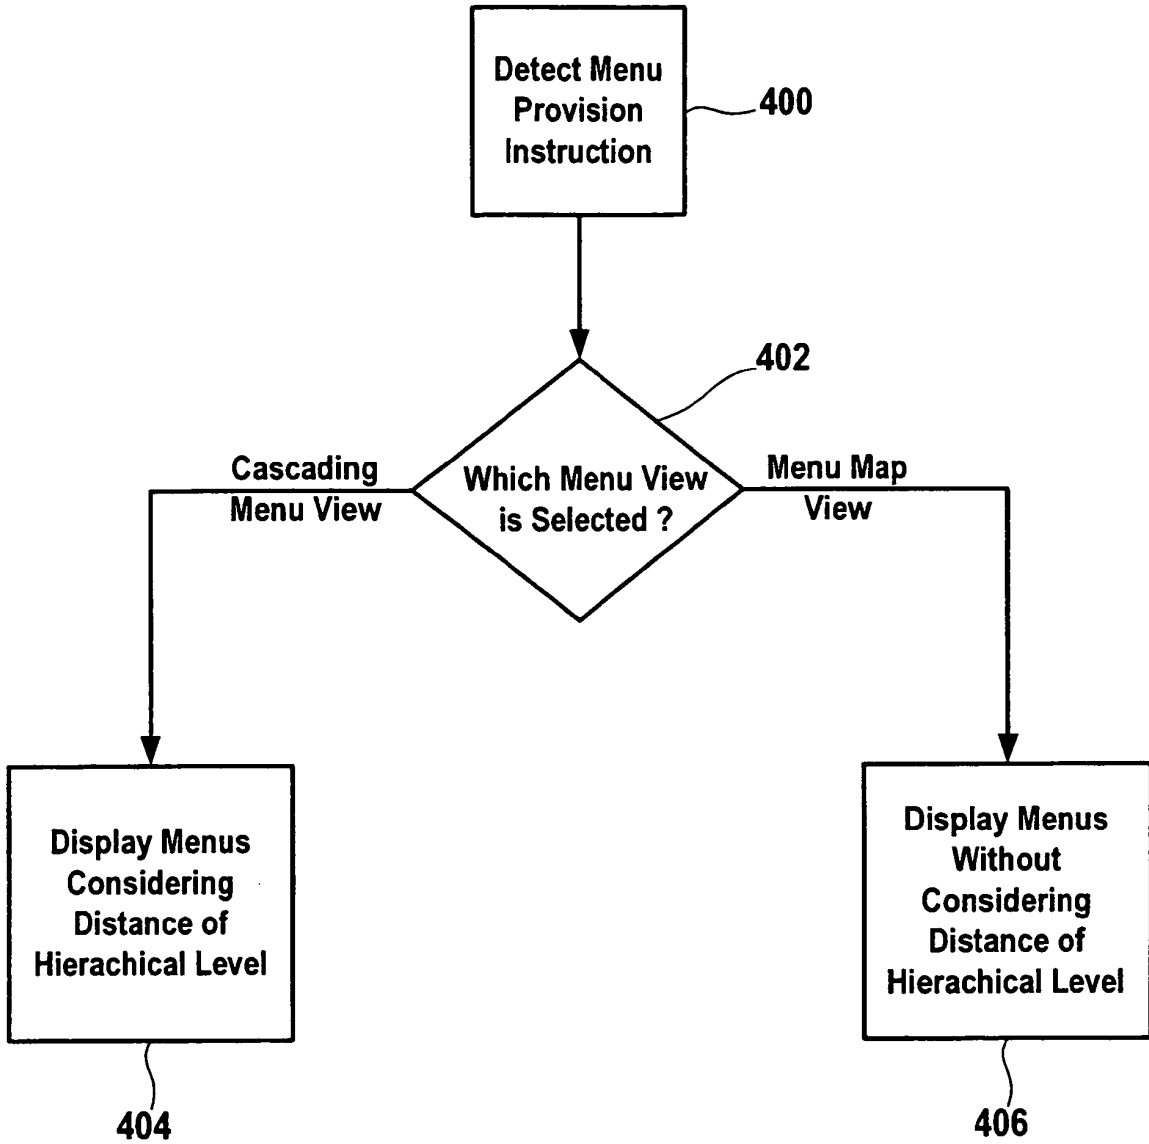 Detect Menu
Provision
Instruction
400
402
Cascading
Menu View
Which Menu View
is Selected ?
Menu Map
View
Display Menus
Considering
Distance of
Hierachical Level
404
Display Menus
Without
Considering
Distance of
Hierachical Level
406